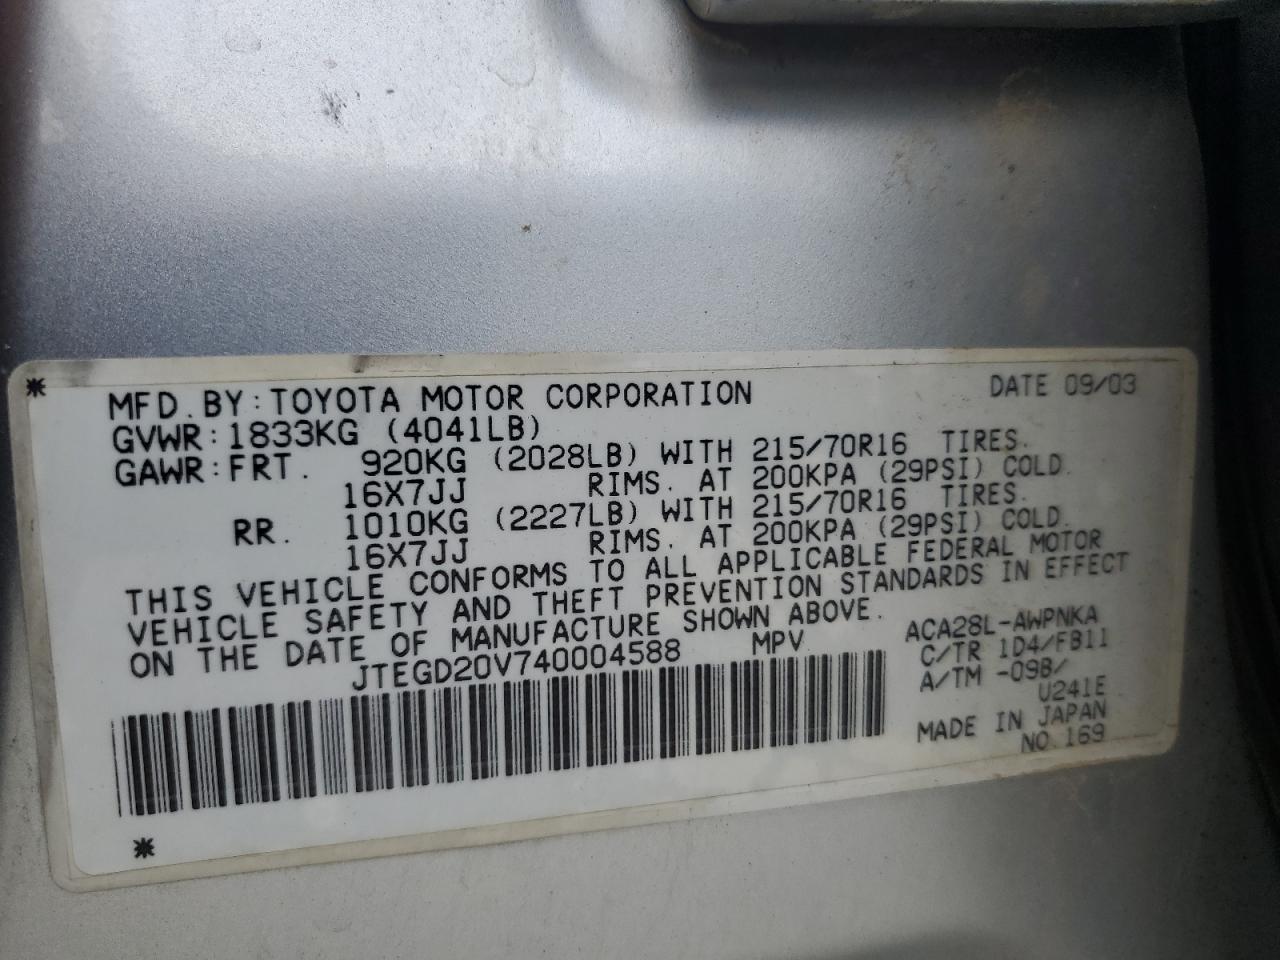 MFD. BY: TOYOTA MOTOR CORPORATION DATE 09/03
GVWR: 1833KG (4041LB)
GAWR: FRT. 920KG (2028LB) WITH 215/70R16 TIRES.
16X7JJ RIMS. AT 200KPA (29PSI) COLD.
RR. 1010KG (2227LB) WITH 215/70R16 TIRES.
16X7JJ RIMS. AT 200KPA (29PSI) COLD.
THIS VEHICLE CONFORMS TO ALL APPLICABLE FEDERAL MOTOR
VEHICLE SAFETY AND THEFT PREVENTION STANDARDS IN EFFECT
ON THE DATE OF MANUFACTURE SHOWN ABOVE.
JTEGD20V740004588 MPV
ACA28L-AWPNKA
C/TR 1D4/FB11
A/TM -09B/
U241E
MADE IN JAPAN
NO. 169